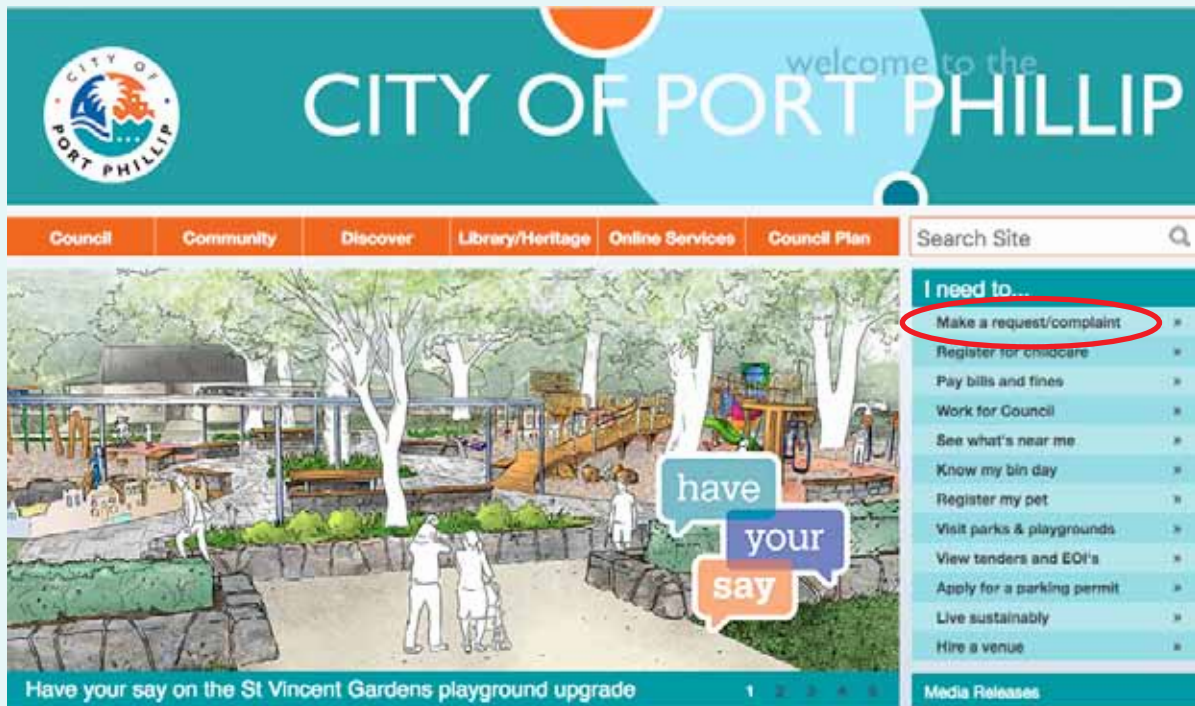 CITY OF
PORT PHILLIP
welcome to the
CITY OF PORT PHILLIP
Council
Community
Discover
Library/Heritage
Online Services
Council Plan
Search Site
have
your
say
Have your say on the St Vincent Gardens playground upgrade
1 2 3 4 5
I need to...
Make a request/complaint »
Register for childcare »
Pay bills and fines »
Work for Council »
See what's near me »
Know my bin day »
Register my pet »
Visit parks & playgrounds »
View tenders and EOI's »
Apply for a parking permit »
Live sustainably »
Hire a venue »
Media Releases